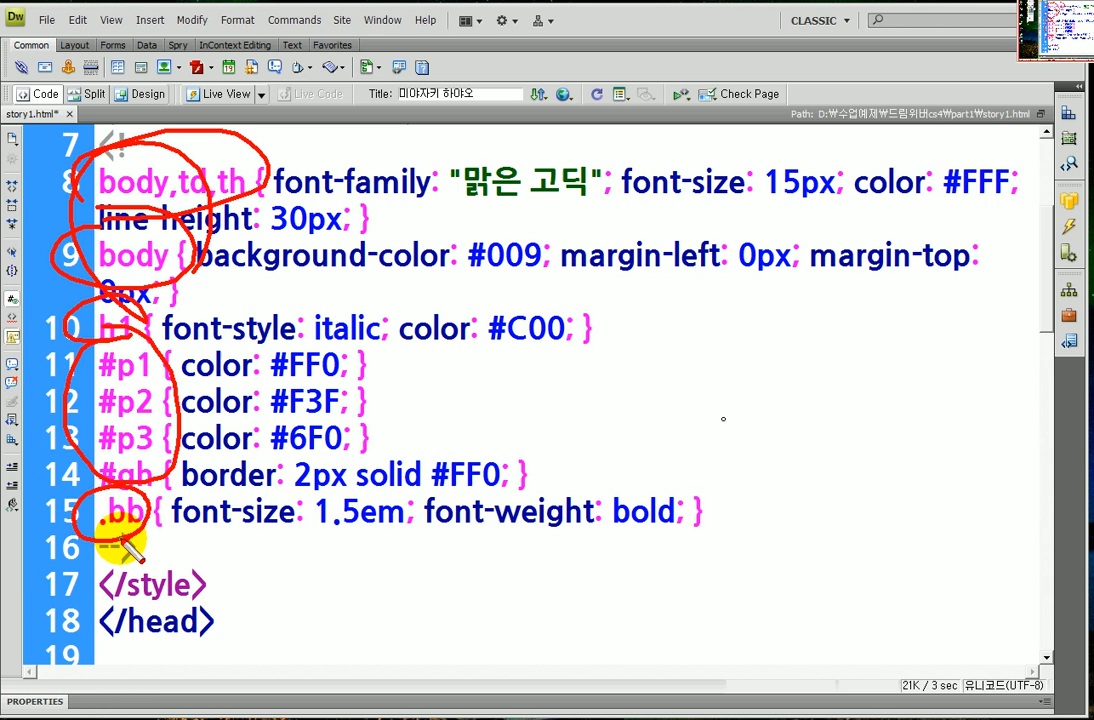 Dw File Edit View Insert Modify Format Commands Site Window Help CLASSIC
Common Layout Forms Data Spry InContext Editing Text Favorites
Code Split Design Live View Live Code Title: 미야자키 하야오 Check Page
story1.html* Path: D:₩수업예제₩드림위버cs4₩part1₩story1.html
7 <!--
8 body,td,th { font-family: "맑은 고딕"; font-size: 15px; color: #FFF;
line-height: 30px; }
9 body { background-color: #009; margin-left: 0px; margin-top:
0px; }
10 h1 { font-style: italic; color: #C00; }
11 #p1 { color: #FF0; }
12 #p2 { color: #F3F; }
13 #p3 { color: #6F0; }
14 #gh { border: 2px solid #FF0; }
15 .bb { font-size: 1.5em; font-weight: bold; }
16 -->
17 </style>
18 </head>
19
21K / 3 sec 유니코드(UTF-8)
PROPERTIES